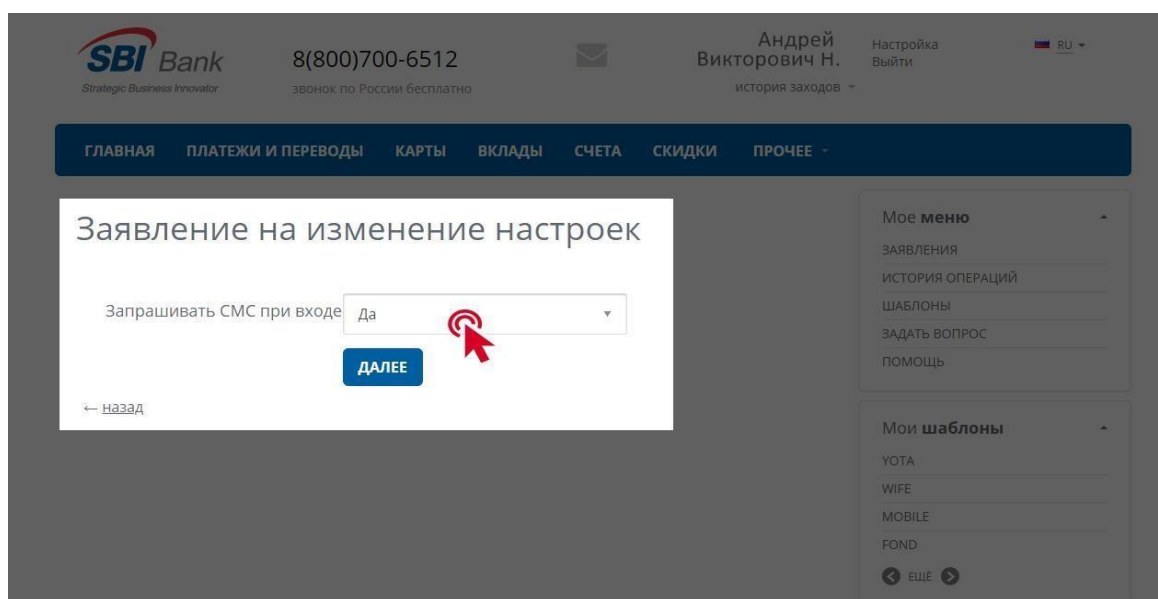 SBI Bank
Strategic Business Innovator
8(800)700-6512
звонок по России бесплатно
Андрей
Викторович Н.
история заходов
Настройка
Выйти
RU
ГЛАВНАЯ ПЛАТЕЖИ И ПЕРЕВОДЫ КАРТЫ ВКЛАДЫ СЧЕТА СКИДКИ ПРОЧЕЕ
Заявление на изменение настроек
Запрашивать СМС при входе Да
ДАЛЕЕ
← назад
Мое меню
ЗАЯВЛЕНИЯ
ИСТОРИЯ ОПЕРАЦИЙ
ШАБЛОНЫ
ЗАДАТЬ ВОПРОС
ПОМОЩЬ
Мои шаблоны
YOTA
WIFE
MOBILE
FOND
ЕЩЁ